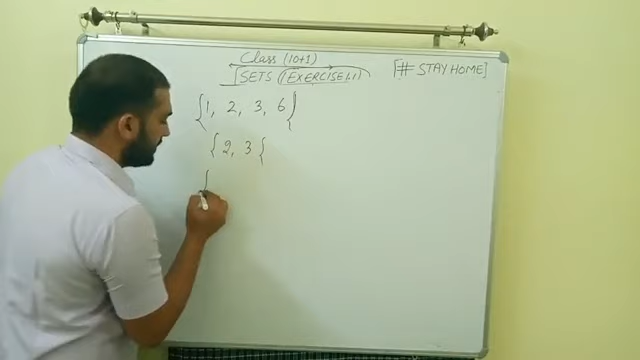 Class (10+1)
SETS (EXERCISE 1.1)
[# STAY HOME]
{1, 2, 3, 6}
{2, 3{
{